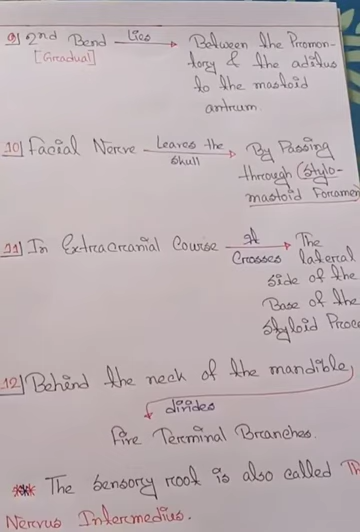 9] 2nd Bend Lies → Between the Promon-
[Gradual] tory & the aditus
to the mastoid
antrum.
10] Facial Nerve Leaves the Skull → By Passing
through (Stylo-
mastoid Foramen
11] In Extracranial Course It Crosses → The
lateral
side of the
Base of the
Styloid Proce
12] Behind the neck of the mandible,
divides
Five Terminal Branches.
*** The Sensory root is also called Th
Nervus Intermedius.